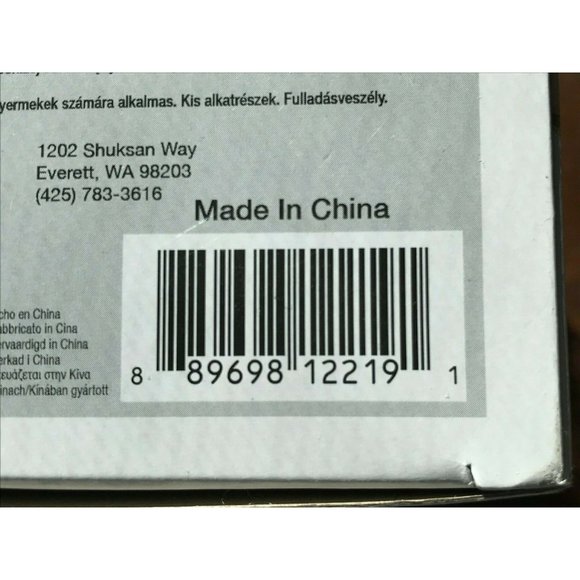 yermekek számára alkalmas. Kis alkatrészek. Fulladásveszély.
1202 Shuksan Way
Everett, WA 98203
(425) 783-3616
Made In China
cho en China
abbricato in Cina
ervaardigd in China
erkad i China
ευάζεται στην Κίνα
inach/Kínában gyártott
8 89698 12219 1